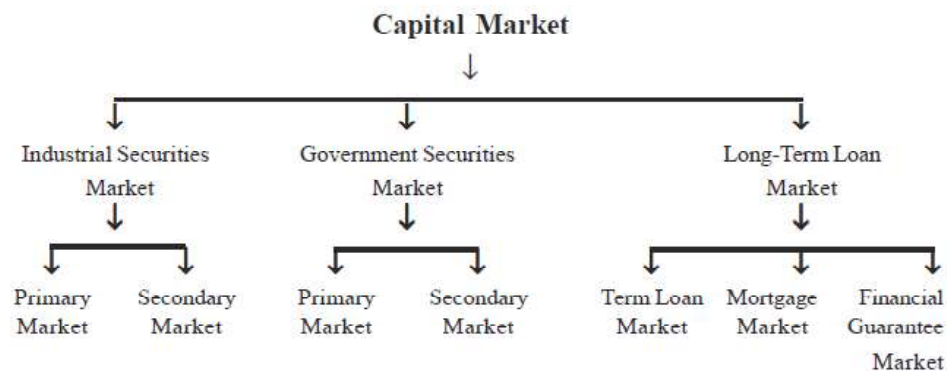 Capital Market
Industrial Securities
Market
Government Securities
Market
Long-Term Loan
Market
Primary
Market
Secondary
Market
Primary
Market
Secondary
Market
Term Loan
Market
Mortgage
Market
Financial
Guarantee
Market